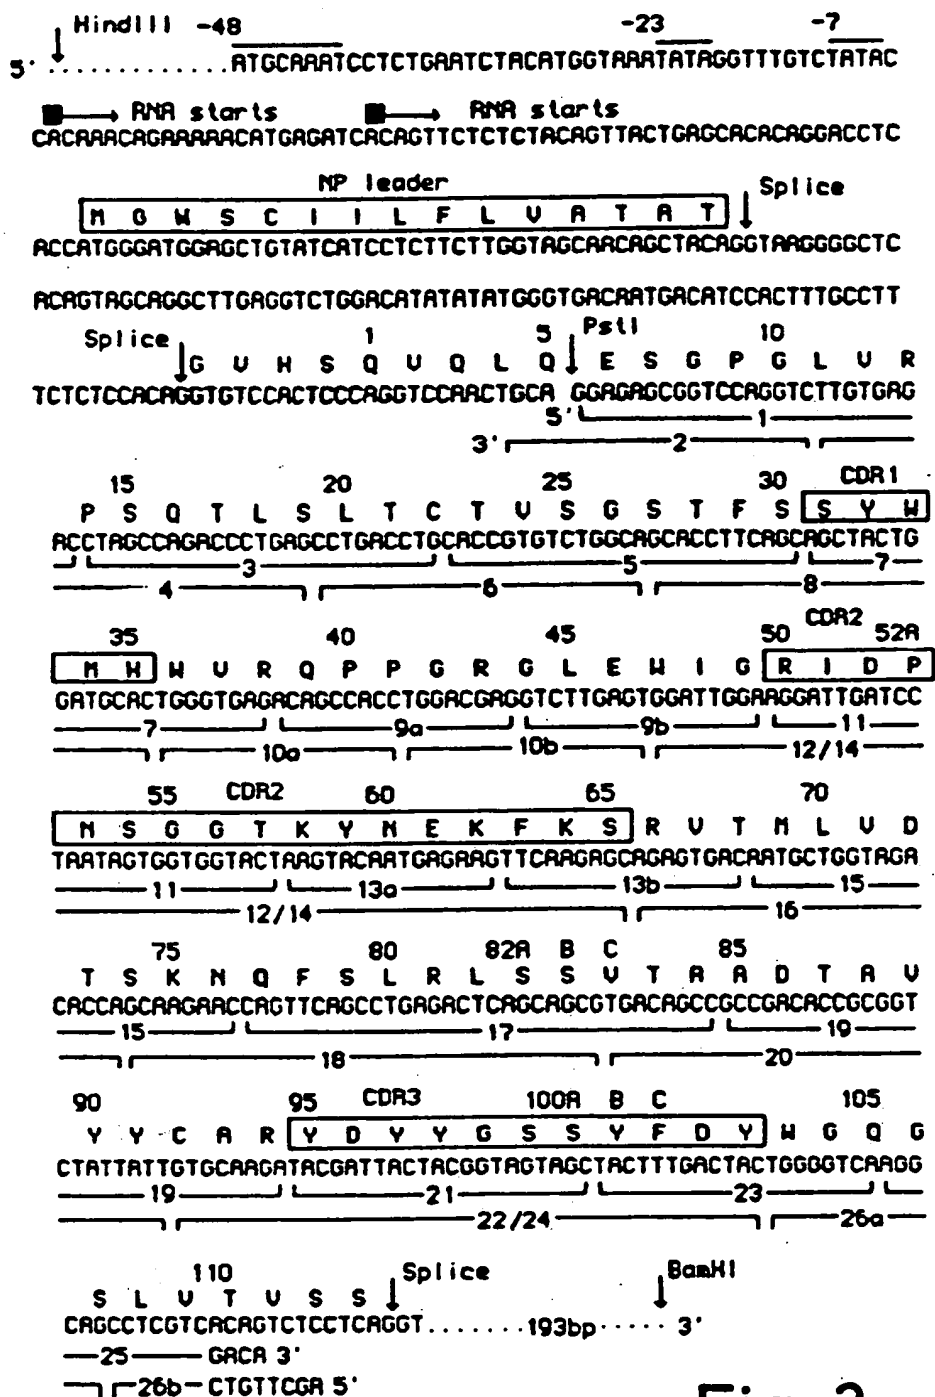 HindIII -48 -23 -7
5' ..............ATGCAAATCCTCTGAATCTACATGGTAAATATAGGTTTGTCTATAC
RNA starts RNA starts
CACAAACAGAAAAACATGAGATCACAGTTCTCTCTACAGTTACTGAGCACACAGGACCTC
NP leader Splice
M G W S C I I L F L V A T A T
ACCATGGGATGGAGCTGTATCATCCTCTTCTTGGTAGCAACAGCTACAGGTAAGGGGCTC
ACAGTAGCAGGCTTGAGGTCTGGACATATATATGGGTGACAATGACATCCACTTTGCCTT
Splice 1 5 PstI 10
G V H S Q V Q L Q E S G P G L V R
TCTCTCCACAGGTGTCCACTCCCAGGTCCAACTGCA GGAGAGCGGTCCAGGTCTTGTGAG
5' 1
3' 2
15 20 25 30 CDR1
P S Q T L S L T C T V S G S T F S S Y W
ACCTAGCCAGACCCTGAGCCTGACCTGCACCGTGTCTGGCAGCACCTTCAGCAGCTACTG
3 5 7
4 6 8
35 40 45 50 CDR2 52A
M H W V R Q P P G R G L E W I G R I D P
GATGCACTGGGTGAGACAGCCACCTGGACGAGGTCTTGAGTGGATTGGAAGGATTGATCC
7 9a 9b 11
10a 10b 12/14
55 CDR2 60 65 70
N S G G T K Y N E K F K S R V T M L V D
TAATAGTGGTGGTACTAAGTACAATGAGAAGTTCAAGAGCAGAGTGACAATGCTGGTAGA
11 13a 13b 15
12/14 16
75 80 82A B C 85
T S K N Q F S L R L S S V T A A D T A V
CACCAGCAAGAACCAGTTCAGCCTGAGACTCAGCAGCGTGACAGCCGCCGACACCGCGGT
15 17 19
18 20
90 95 CDR3 100A B C 105
Y Y C A R Y D Y Y G S S Y F D Y W G Q G
CTATTATTGTGCAAGATACGATTACTACGGTAGTAGCTACTTTGACTACTGGGGTCAAGG
19 21 23
22/24 26a
110 Splice BamHI
S L V T V S S
CAGCCTCGTCACAGTCTCCTCAGGT.......193bp...... 3'
25 GACA 3'
26b CTGTTCGA 5'